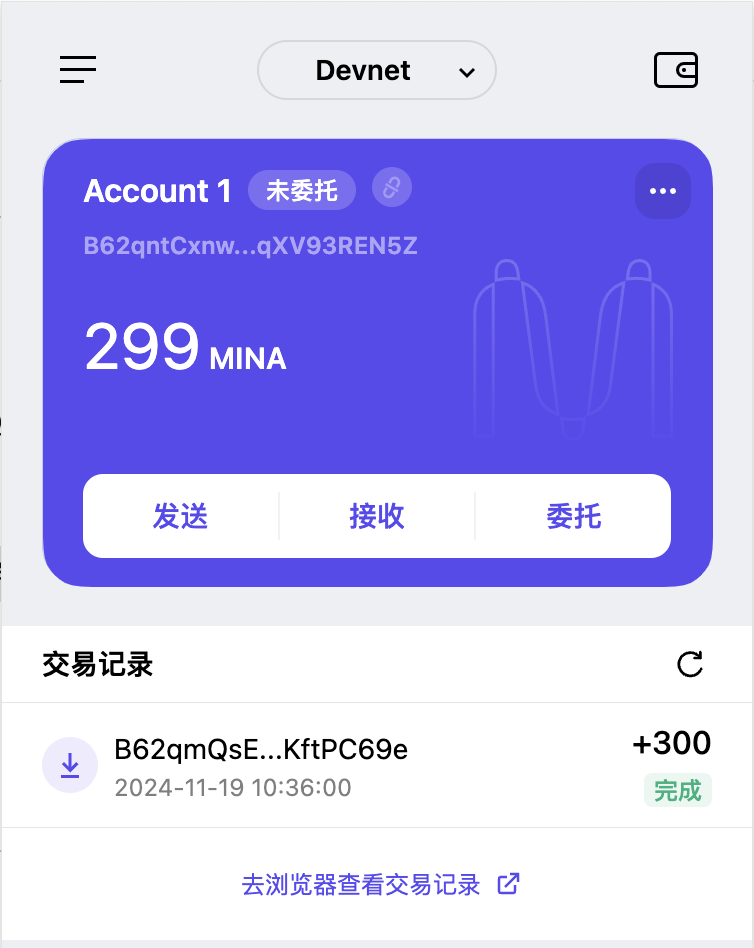 Devnet
Account 1 未委托
B62qntCxnw...qXV93REN5Z
299 MINA
发送 接收 委托
交易记录
B62qmQsE...KftPC69e +300
2024-11-19 10:36:00 完成
去浏览器查看交易记录